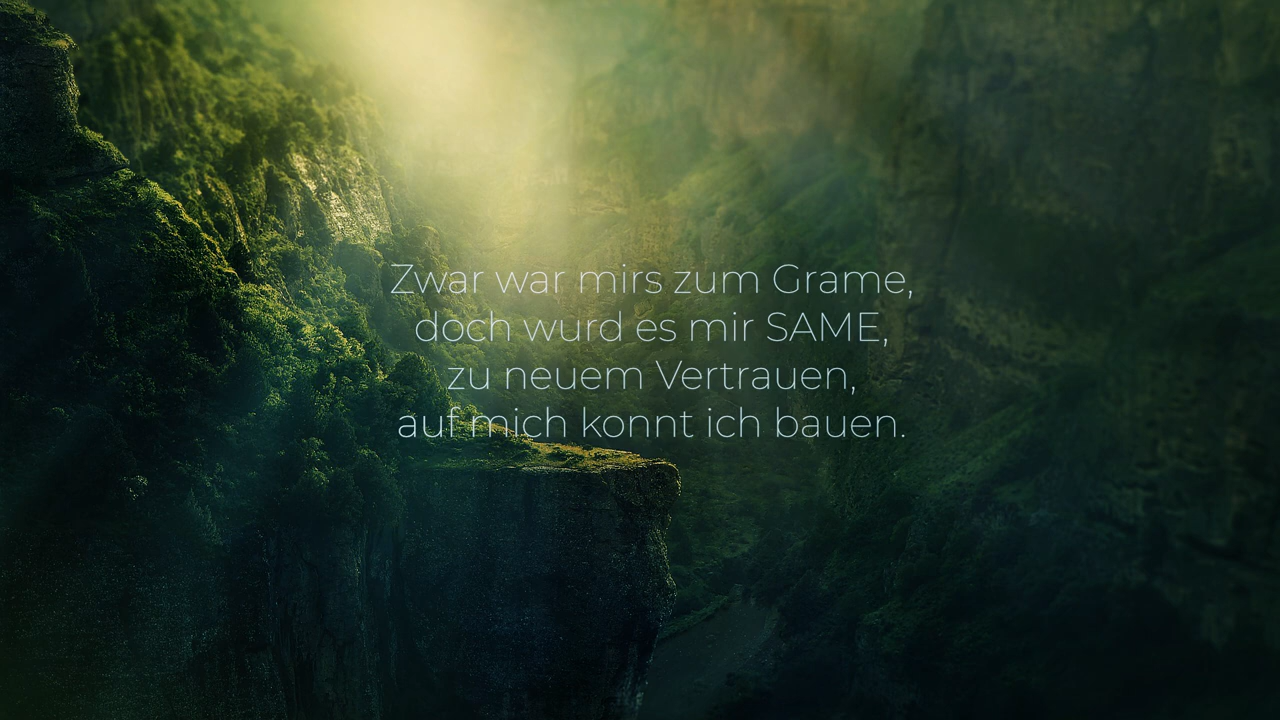 Zwar war mirs zum Grame,
doch wurd es mir SAME,
zu neuem Vertrauen,
auf mich konnt ich bauen.